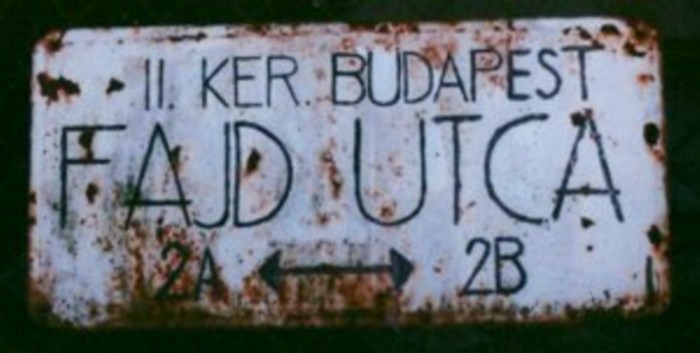 II. KER. BUDAPEST
FAJD UTCA
2A ↔ 2B